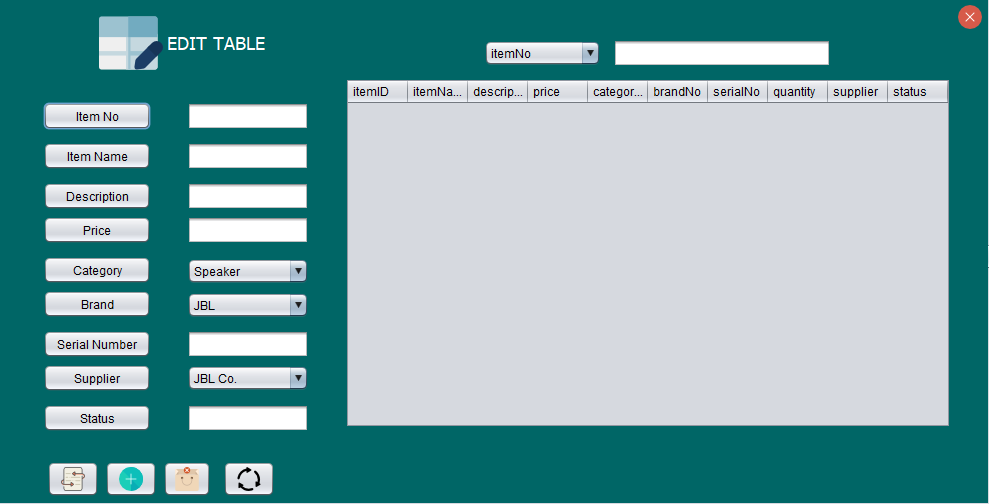 EDIT TABLE
itemNo
itemID itemNa... descrip... price categor... brandNo serialNo quantity supplier status
Item No
Item Name
Description
Price
Category Speaker
Brand JBL
Serial Number
Supplier JBL Co.
Status